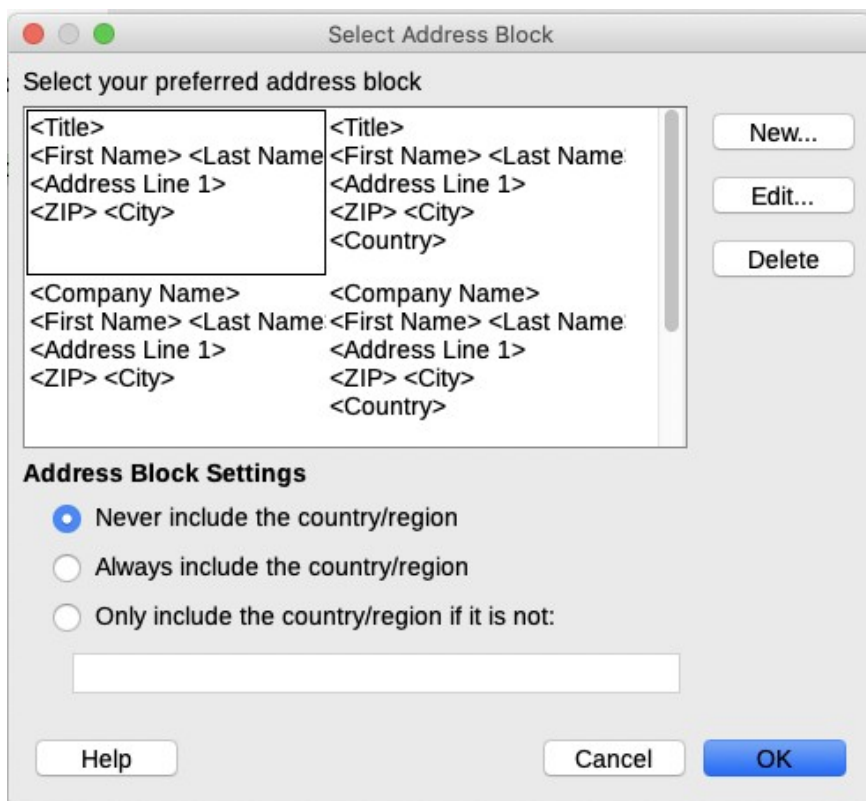 Select Address Block
Select your preferred address block
<Title>
<First Name> <Last Name
<Address Line 1>
<ZIP> <City>
<Title>
<First Name> <Last Name
<Address Line 1>
<ZIP> <City>
<Country>
<Company Name>
<First Name> <Last Name
<Address Line 1>
<ZIP> <City>
<Company Name>
<First Name> <Last Name
<Address Line 1>
<ZIP> <City>
<Country>
New...
Edit...
Delete
Address Block Settings
Never include the country/region
Always include the country/region
Only include the country/region if it is not:
Help
Cancel
OK